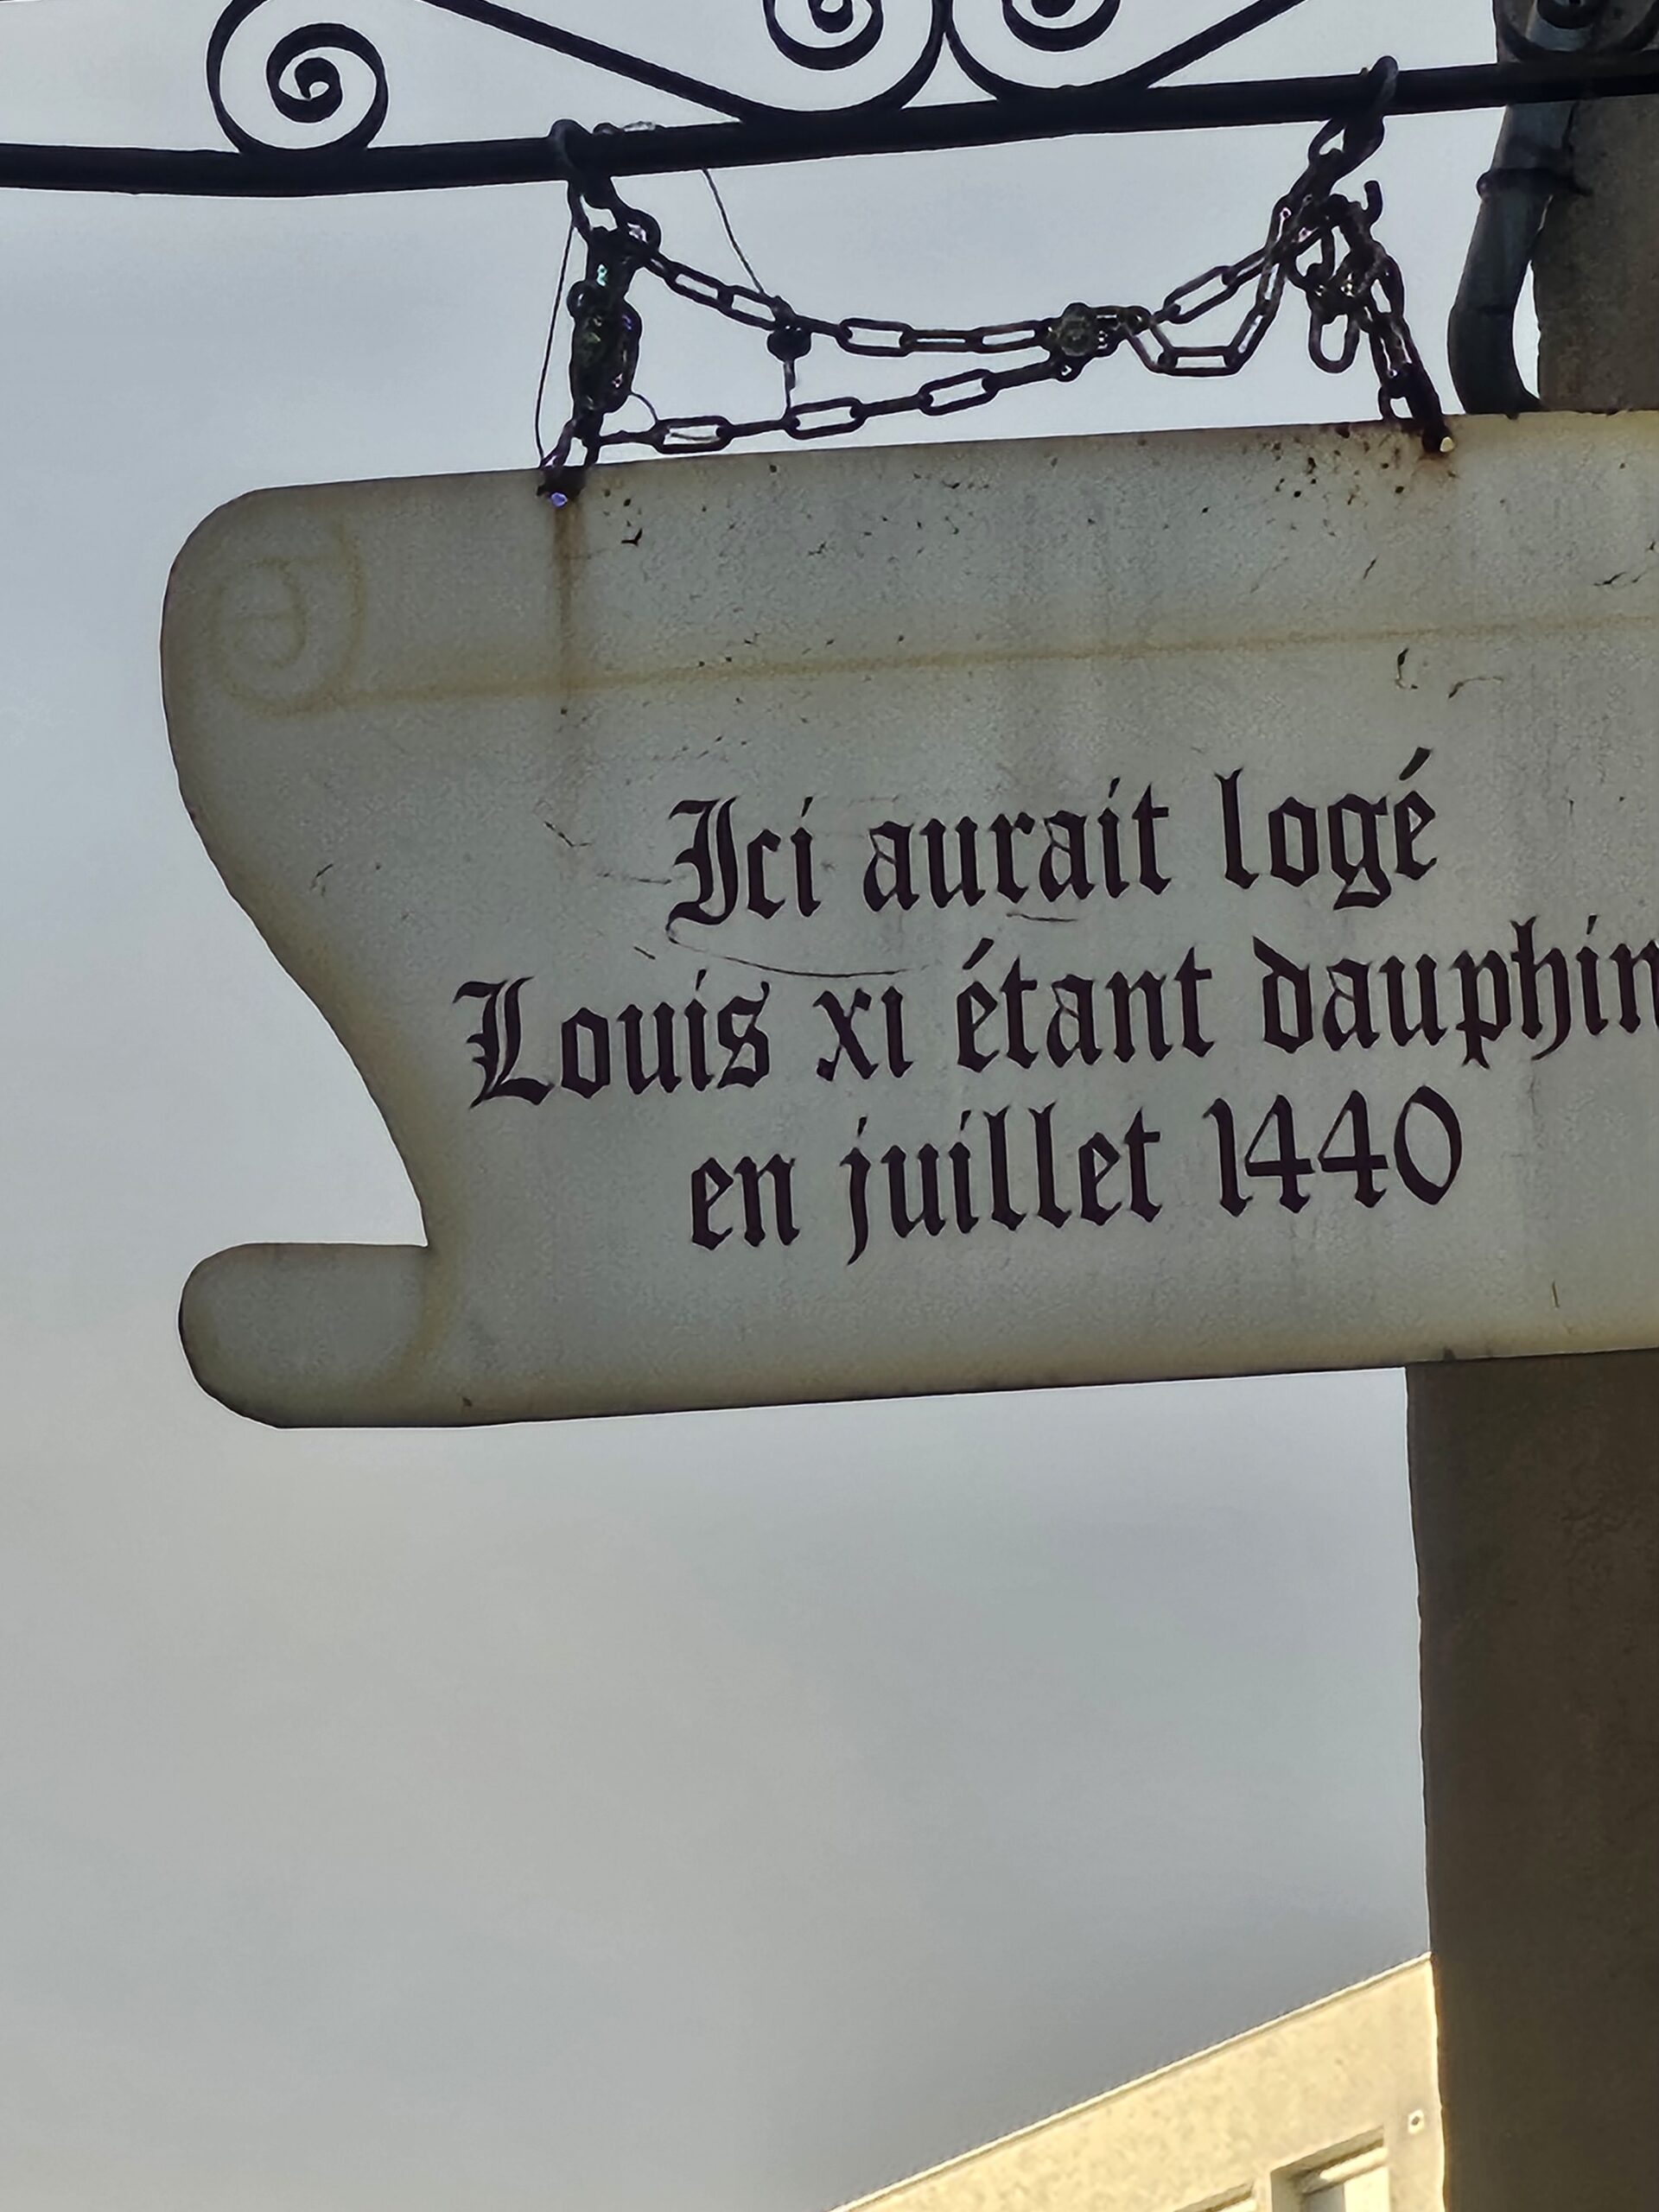 Ici aurait logé
Louis xi étant dauphin
en juillet 1440